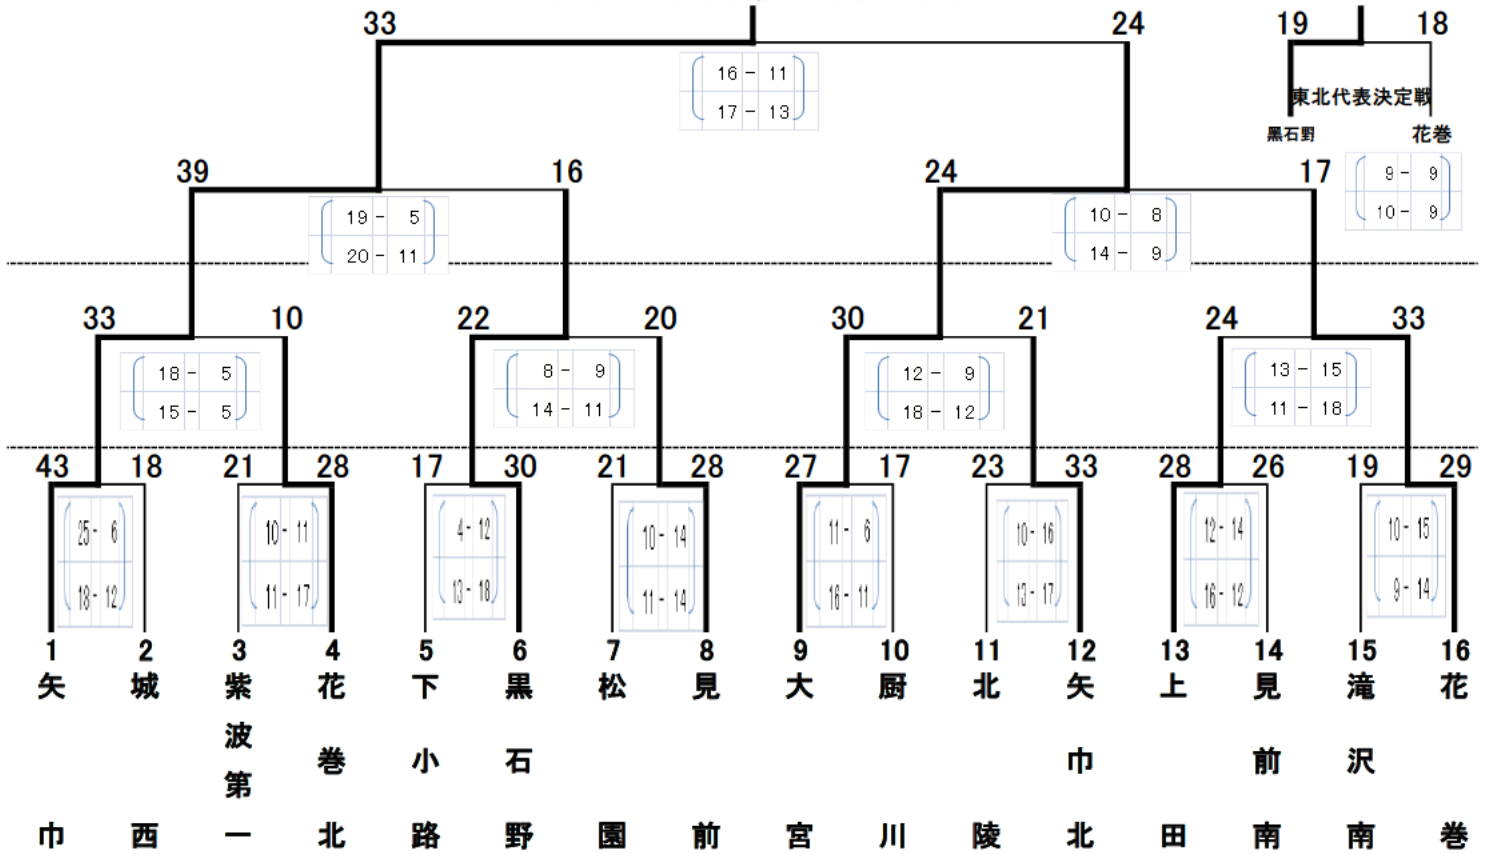 33 24 19 18
16 - 11
17 - 13
東北代表決定戦
黒石野 花巻
9 - 9
10 - 9
39 16 24 17
19 - 5
20 - 11
10 - 8
14 - 9
33 10 22 20 30 21 24 33
18 - 5
15 - 5
8 - 9
14 - 11
12 - 9
18 - 12
13 - 15
11 - 18
43 18 21 28 17 30 21 28 27 17 23 33 28 26 19 29
25 - 6
18 - 12
10 - 11
11 - 17
4 - 12
13 - 18
10 - 14
11 - 14
11 - 6
16 - 11
10 - 16
13 - 17
12 - 14
16 - 12
10 - 15
9 - 14
1 2 3 4 5 6 7 8 9 10 11 12 13 14 15 16
矢巾
城西
紫波第一
花巻北
下小路
黒石野
松園
見前
大宮
厨川
北陵
矢巾北
上田
見前南
滝沢南
花巻